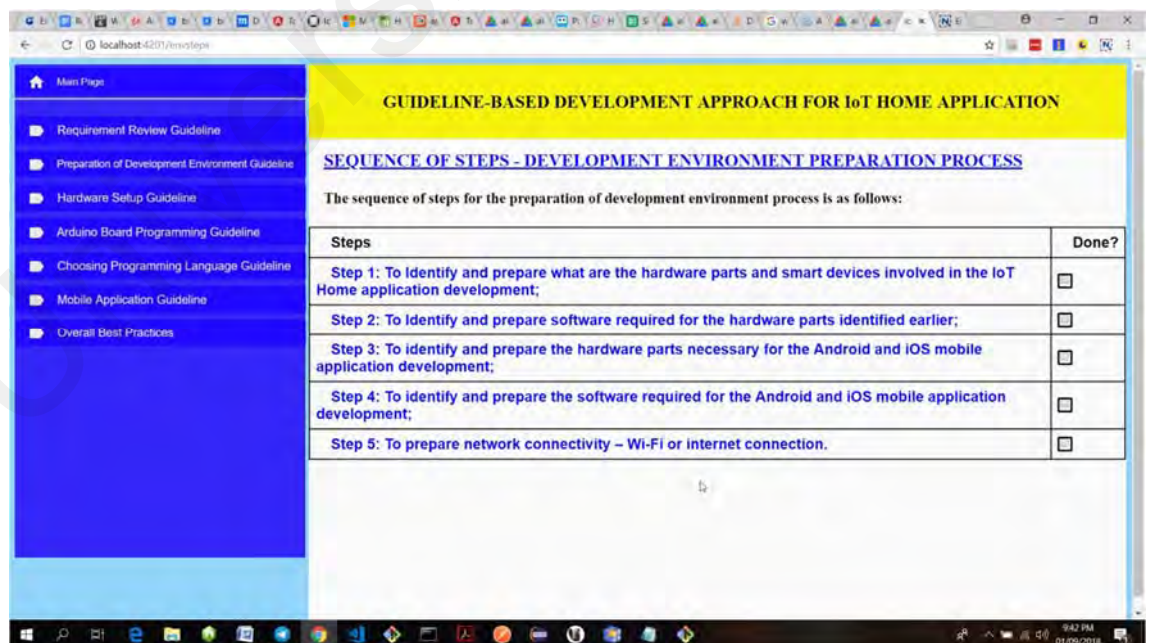 localhost:4201/envsteps
Main Page
Requirement Review Guideline
Preparation of Development Environment Guideline
Hardware Setup Guideline
Arduino Board Programming Guideline
Choosing Programming Language Guideline
Mobile Application Guideline
Overall Best Practices
GUIDELINE-BASED DEVELOPMENT APPROACH FOR IoT HOME APPLICATION
SEQUENCE OF STEPS - DEVELOPMENT ENVIRONMENT PREPARATION PROCESS
The sequence of steps for the preparation of development environment process is as follows:
Steps Done?
Step 1: To Identify and prepare what are the hardware parts and smart devices involved in the IoT
Home application development;
Step 2: To Identify and prepare software required for the hardware parts identified earlier;
Step 3: To identify and prepare the hardware parts necessary for the Android and iOS mobile
application development;
Step 4: To identify and prepare the software required for the Android and iOS mobile application
development;
Step 5: To prepare network connectivity – Wi-Fi or internet connection.
9:42 PM
01/09/2018